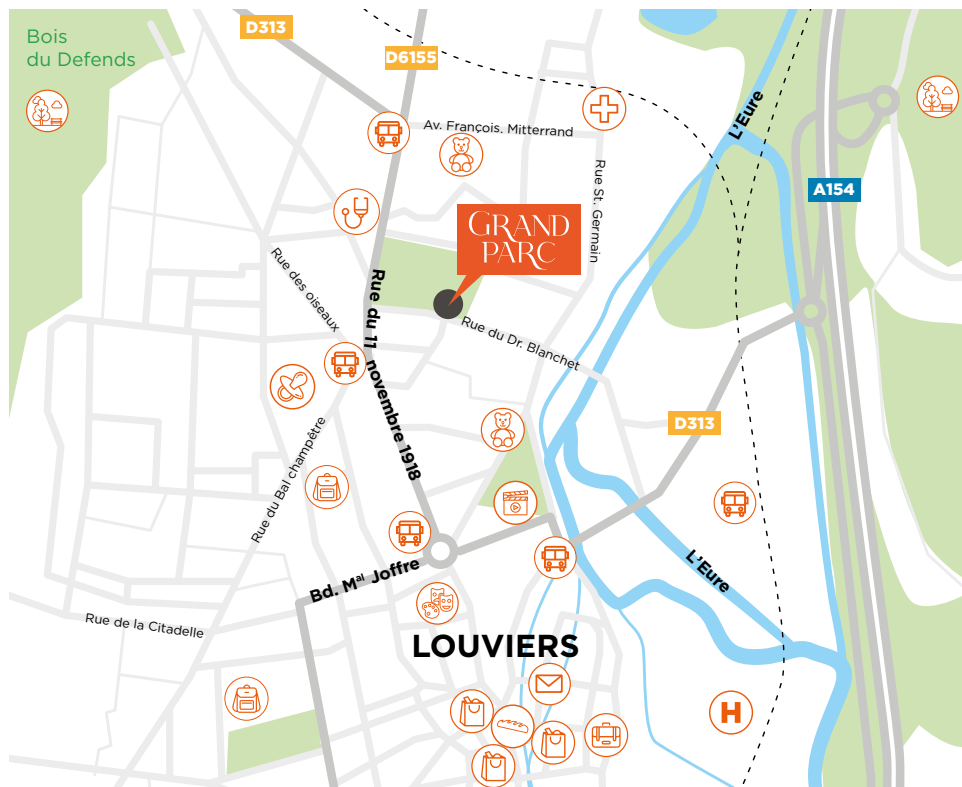 Bois
du Defends
D313
D6155
Av. François. Mitterrand
L'Eure
Rue St. Germain
A154
GRAND
PARC
Rue des oiseaux
Rue du 11 novembre 1918
Rue du Dr. Blanchet
D313
Rue du Bal champêtre
Bd. Mᵃˡ Joffre
L'Eure
Rue de la Citadelle
LOUVIERS
H